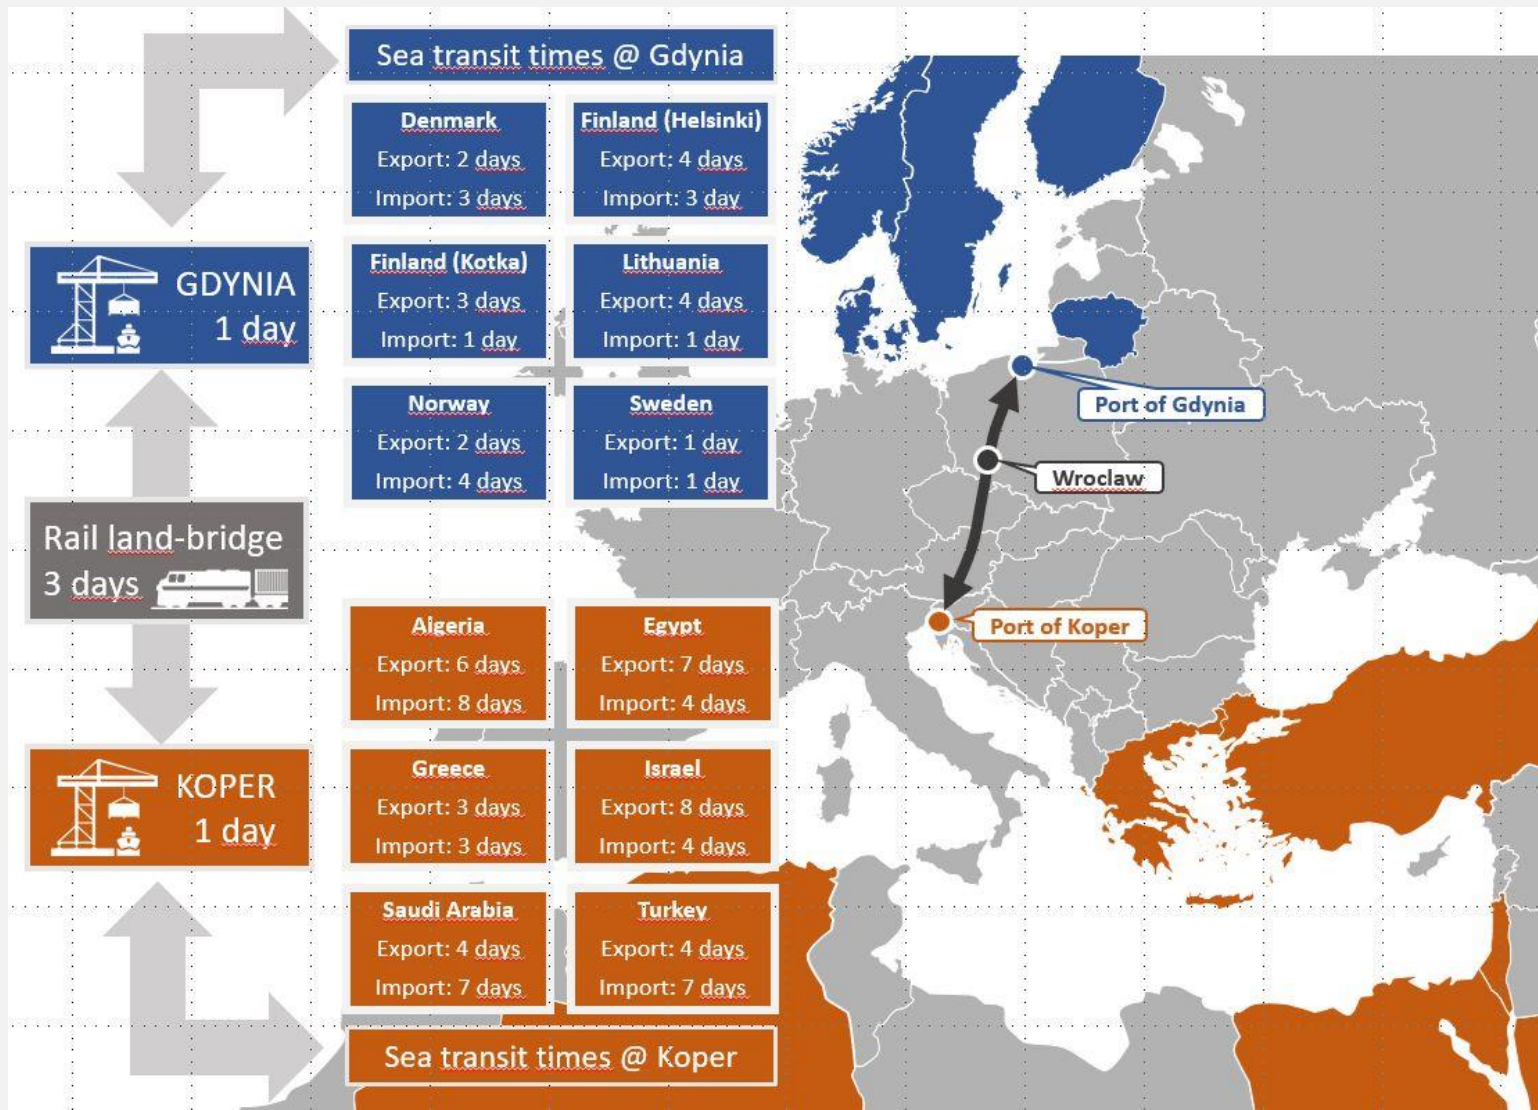 Sea transit times @ Gdynia
Denmark
Export: 2 days
Import: 3 days
Finland (Helsinki)
Export: 4 days
Import: 3 day
GDYNIA
1 day
Finland (Kotka)
Export: 3 days
Import: 1 day
Lithuania
Export: 4 days
Import: 1 day
Norway
Export: 2 days
Import: 4 days
Sweden
Export: 1 day
Import: 1 day
Rail land-bridge
3 days
Algeria
Export: 6 days
Import: 8 days
Egypt
Export: 7 days
Import: 4 days
KOPER
1 day
Greece
Export: 3 days
Import: 3 days
Israel
Export: 8 days
Import: 4 days
Saudi Arabia
Export: 4 days
Import: 7 days
Turkey
Export: 4 days
Import: 7 days
Sea transit times @ Koper
Port of Gdynia
Wroclaw
Port of Koper